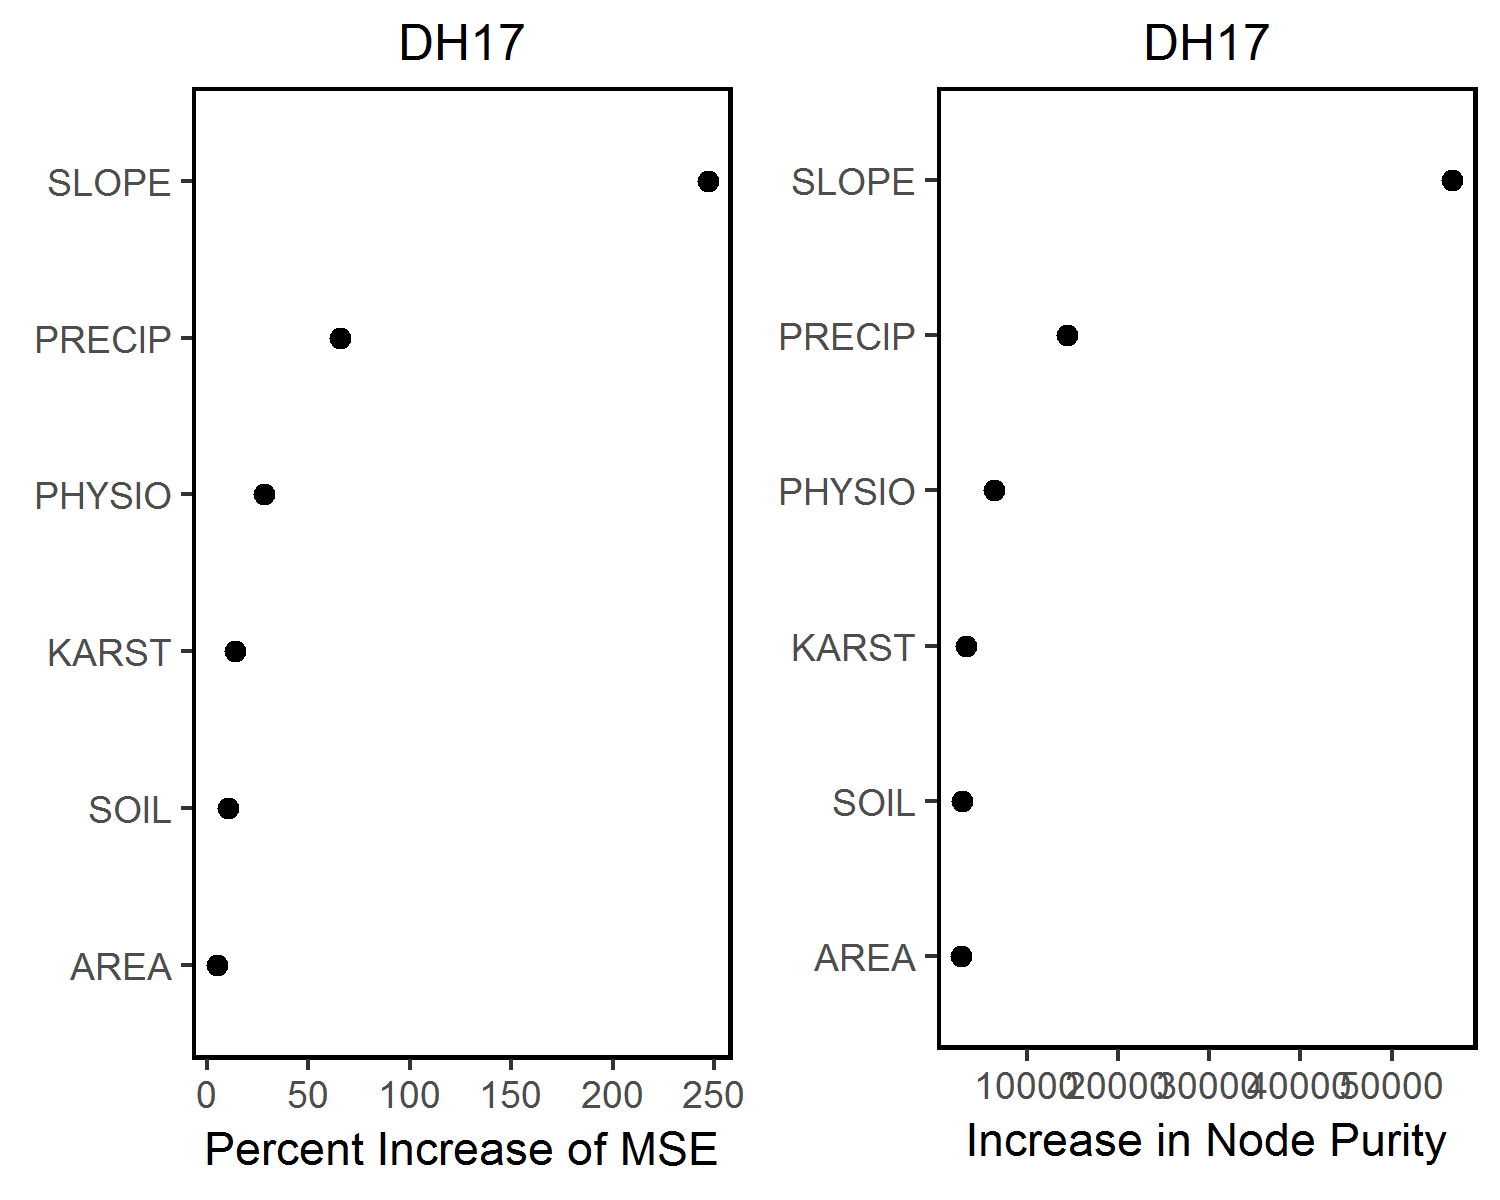 DH17
SLOPE
PRECIP
PHYSIO
KARST
SOIL
AREA
0 50 100 150 200 250
Percent Increase of MSE
DH17
SLOPE
PRECIP
PHYSIO
KARST
SOIL
AREA
10000 20000 30000 40000 50000
Increase in Node Purity